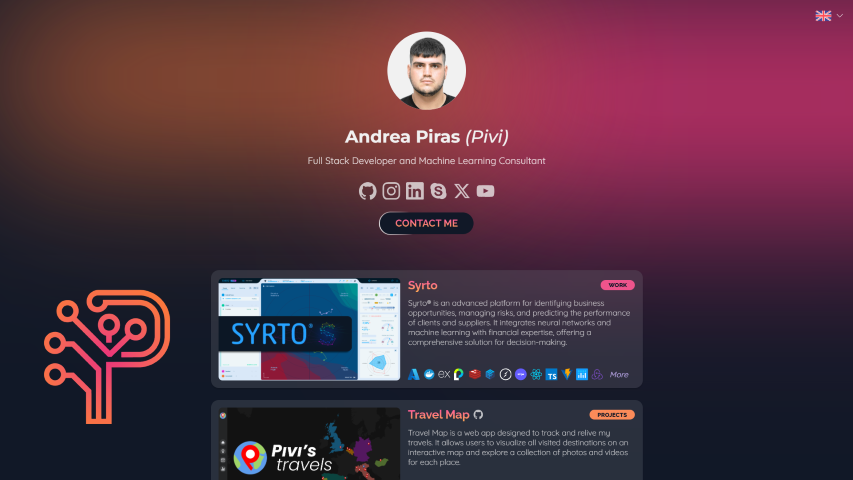 Andrea Piras (Pivi)
Full Stack Developer and Machine Learning Consultant
CONTACT ME
Syrto
WORK
Syrto® is an advanced platform for identifying business
opportunities, managing risks, and predicting the performance
of clients and suppliers. It integrates neural networks and
machine learning with financial expertise, offering a
comprehensive solution for decision-making.
SYRTO®
ex
TS
More
Travel Map
PROJECTS
Travel Map is a web app designed to track and relive my
travels. It allows users to visualize all visited destinations on an
interactive map and explore a collection of photos and videos
for each place.
Pivi's
travels